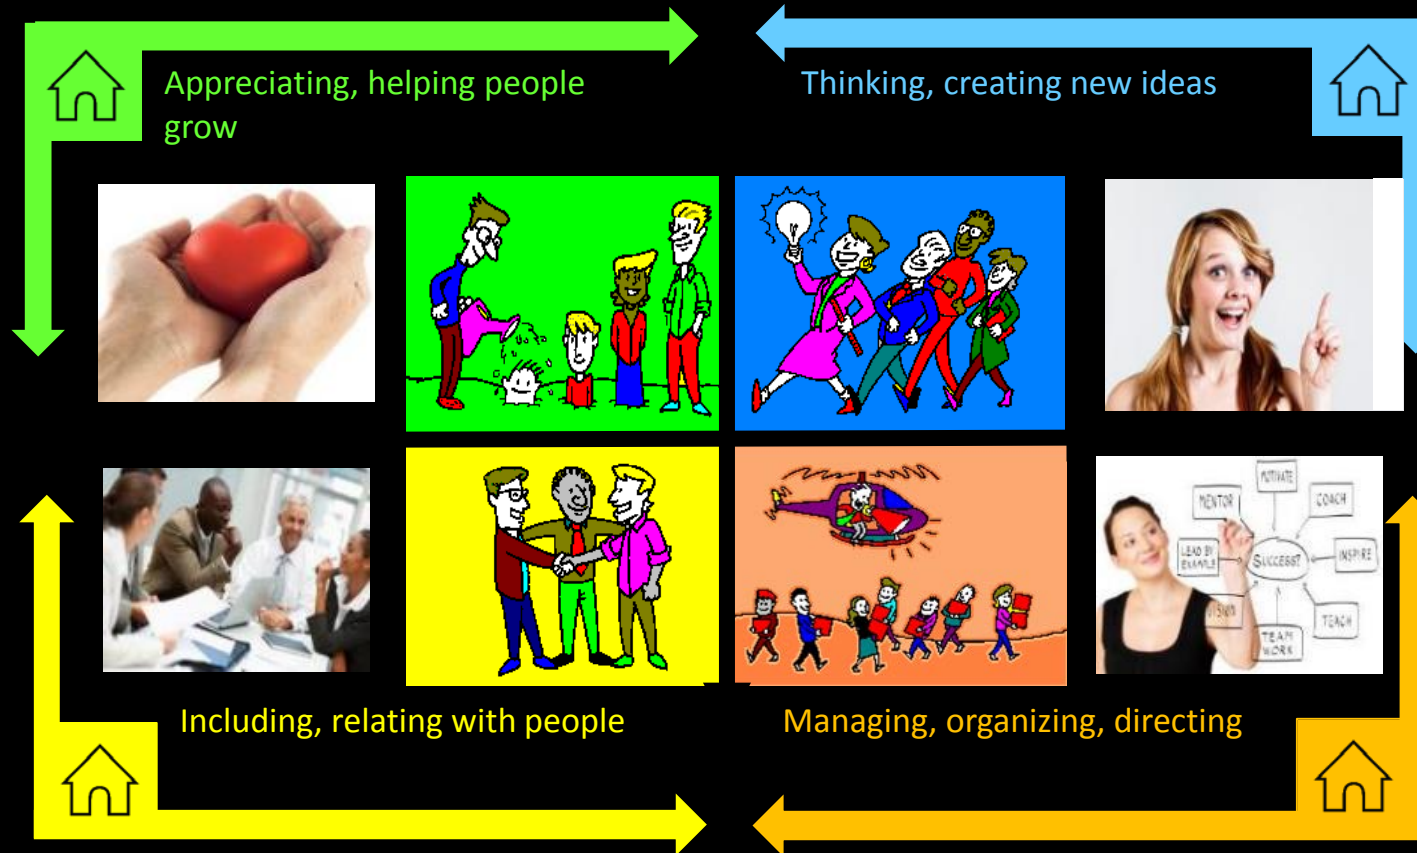 Appreciating, helping people
grow
Thinking, creating new ideas
MOTIVATE
MENTOR
COACH
LEAD BY
EXAMPLE
SUCCESS?
INSPIRE
VISION
TEACH
TEAM
WORK
Including, relating with people
Managing, organizing, directing